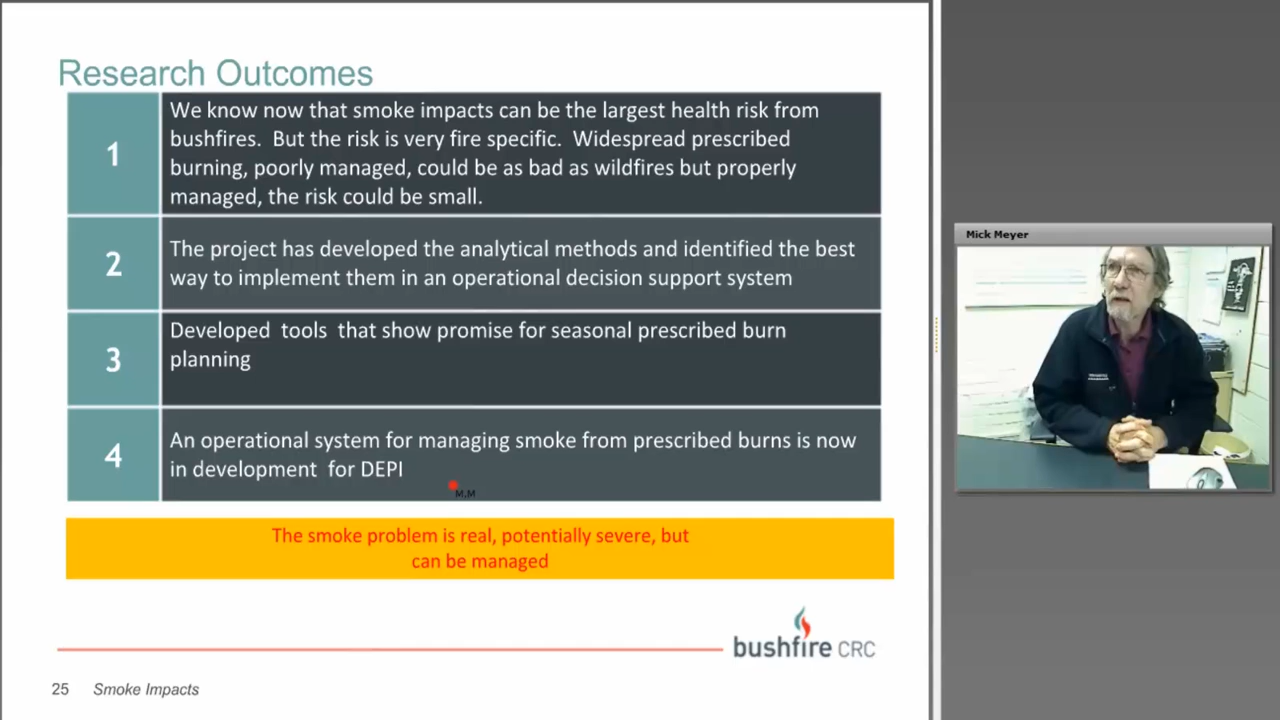 Research Outcomes
1
We know now that smoke impacts can be the largest health risk from
bushfires.  But the risk is very fire specific.  Widespread prescribed
burning, poorly managed, could be as bad as wildfires but properly
managed, the risk could be small.
2
The project has developed the analytical methods and identified the best
way to implement them in an operational decision support system
3
Developed  tools  that show promise for seasonal prescribed burn
planning
4
An operational system for managing smoke from prescribed burns is now
in development  for DEPI
M.M
The smoke problem is real, potentially severe, but
can be managed
bushfire CRC
25 Smoke Impacts
Mick Meyer